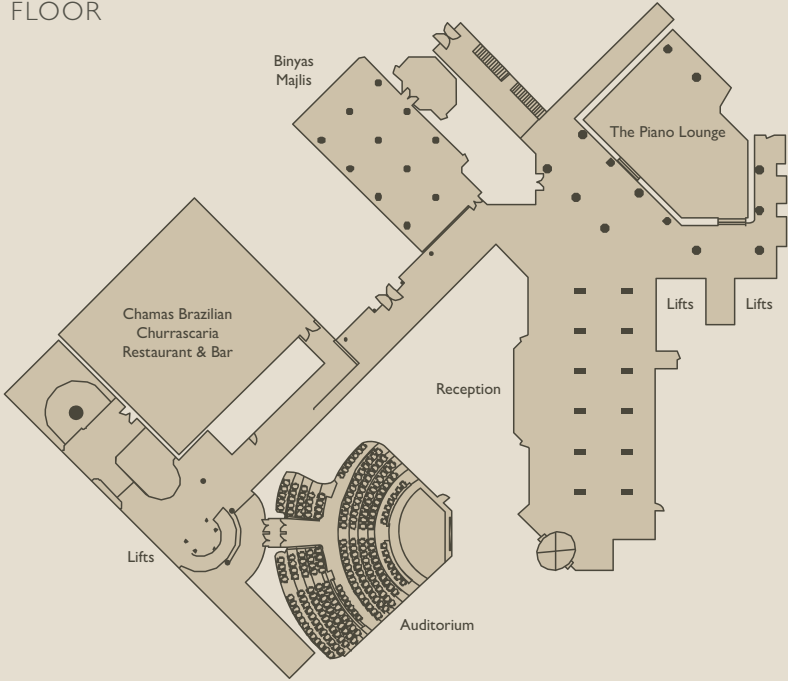 FLOOR
Binyas
Majlis
The Piano Lounge
Chamas Brazilian
Churrascaria
Restaurant & Bar
Lifts
Lifts
Reception
Lifts
Auditorium